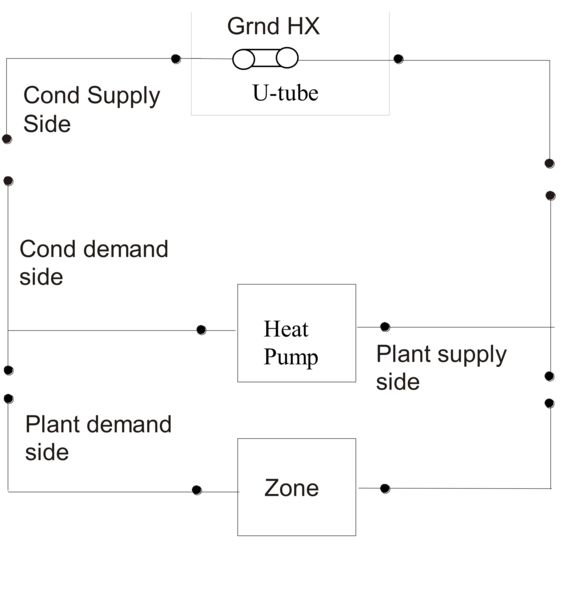 Grnd HX
U-tube
Cond Supply
Side
Cond demand
side
Heat
Pump
Plant supply
side
Plant demand
side
Zone